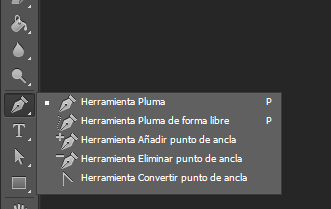 Herramienta Pluma P
Herramienta Pluma de forma libre P
Herramienta Añadir punto de ancla
Herramienta Eliminar punto de ancla
Herramienta Convertir punto de ancla
T